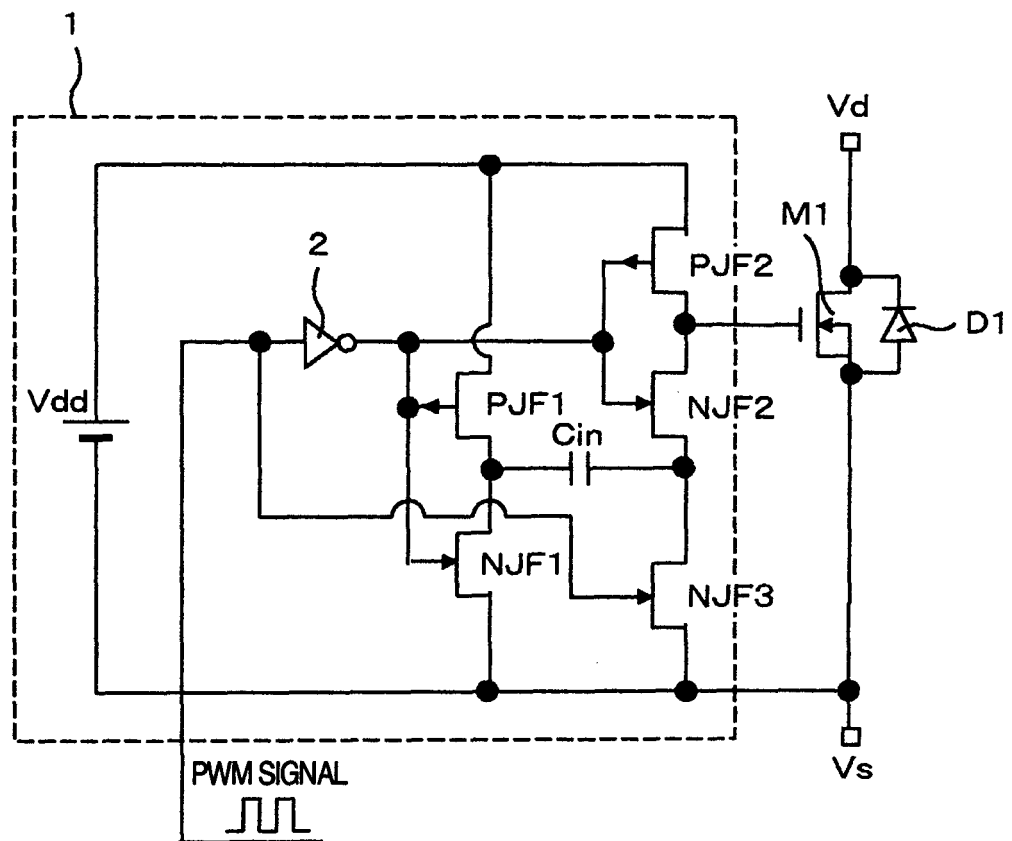 1
Vd
M1
2
PJF2
D1
Vdd
PJF1
NJF2
Cin
NJF1
NJF3
Vs
PWM SIGNAL